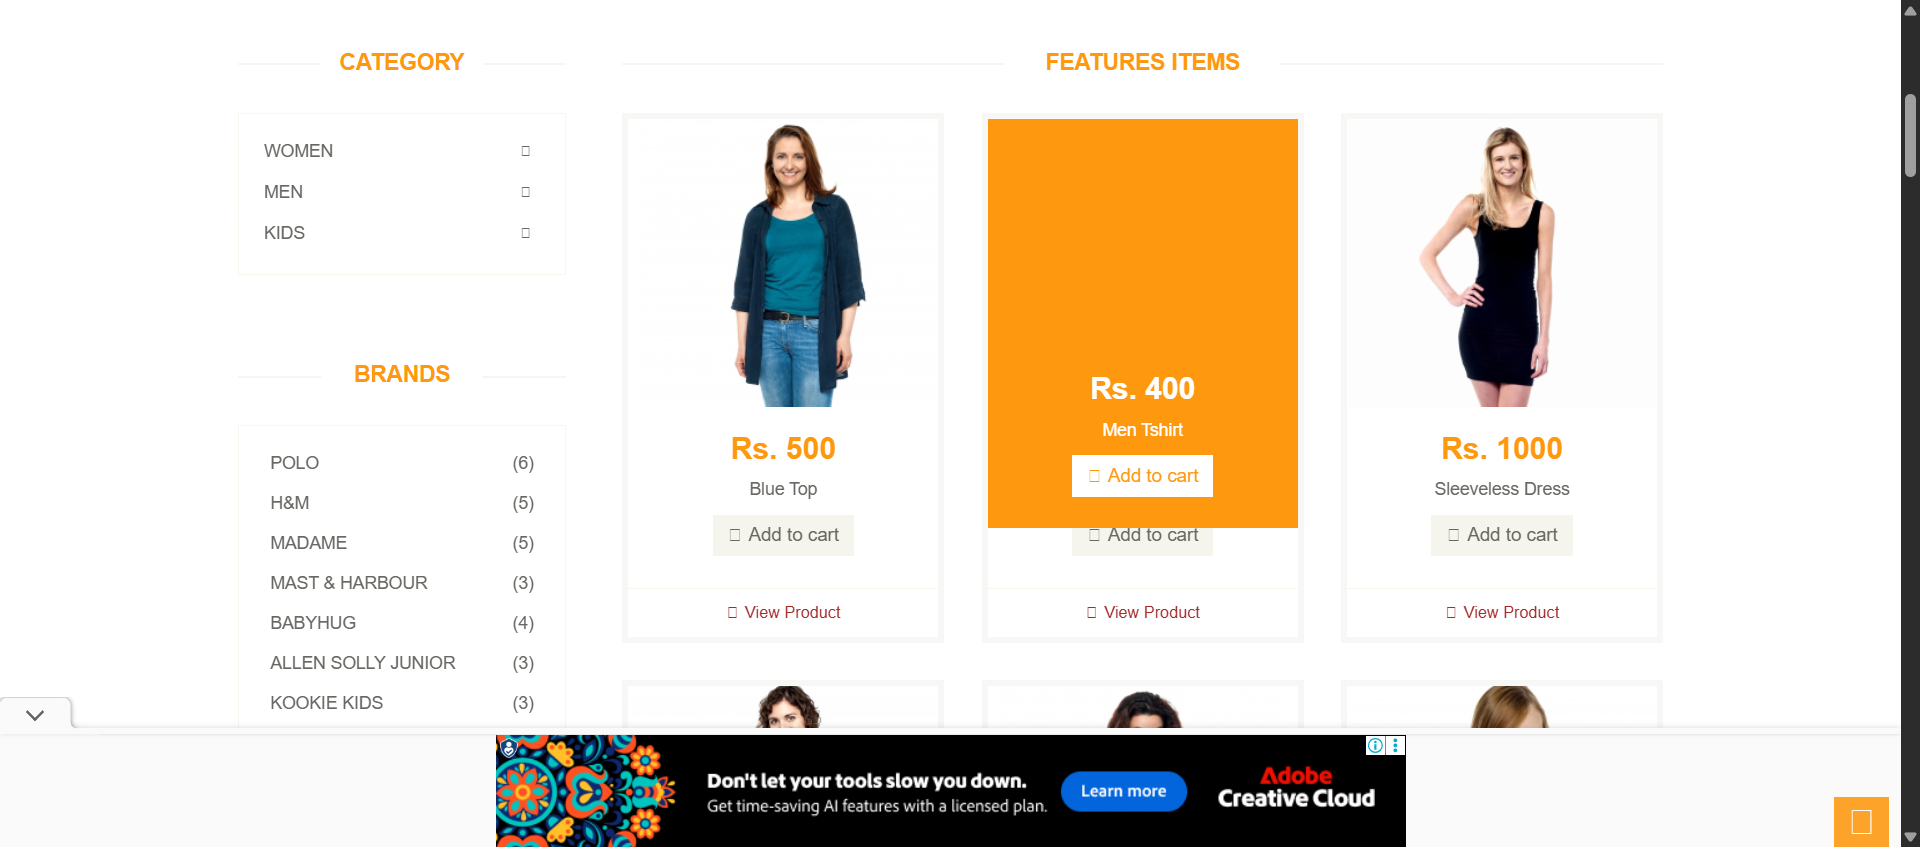 CATEGORY
WOMEN
MEN
KIDS
BRANDS
POLO (6)
H&M (5)
MADAME (5)
MAST & HARBOUR (3)
BABYHUG (4)
ALLEN SOLLY JUNIOR (3)
KOOKIE KIDS (3)
FEATURES ITEMS
Rs. 500
Blue Top
Add to cart
View Product
Rs. 400
Men Tshirt
Add to cart
Add to cart
View Product
Rs. 1000
Sleeveless Dress
Add to cart
View Product
Don't let your tools slow you down.
Get time-saving AI features with a licensed plan.
Learn more
Adobe
Creative Cloud